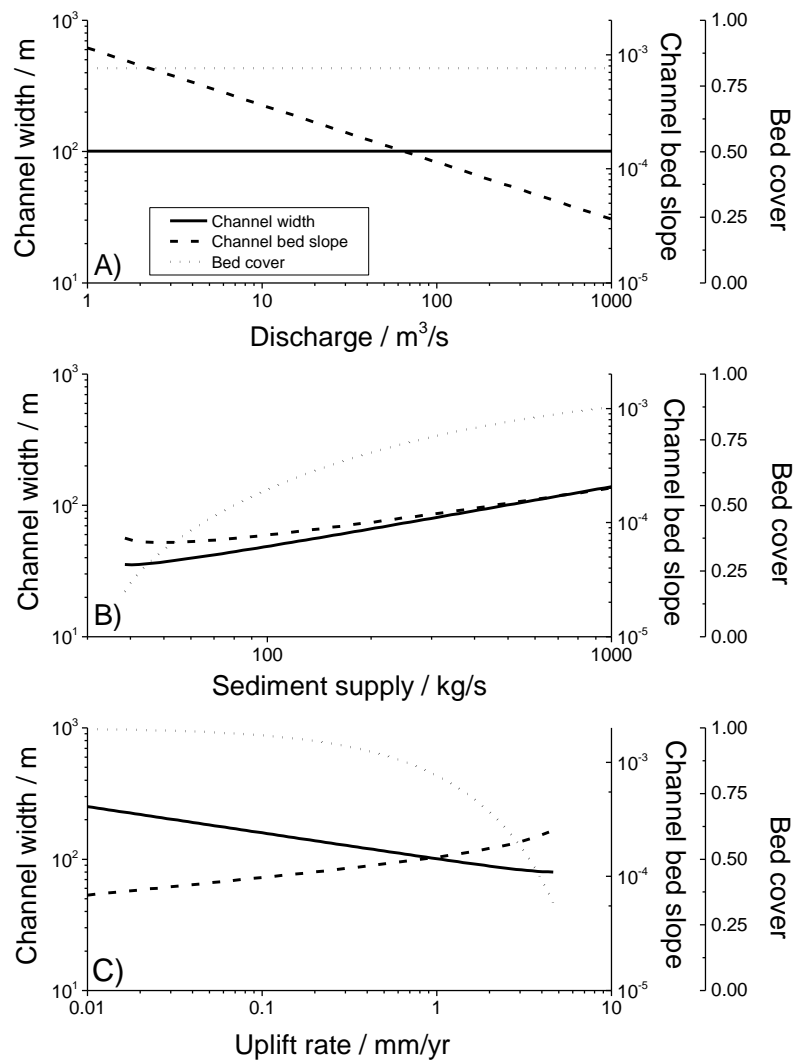 10³
10²
10¹
Channel width / m
10⁻³
10⁻⁴
10⁻⁵
Channel bed slope
1.00
0.75
0.50
0.25
0.00
Bed cover
Channel width
Channel bed slope
Bed cover
A)
1
10
100
1000
Discharge / m³/s
10³
10²
10¹
Channel width / m
10⁻³
10⁻⁴
10⁻⁵
Channel bed slope
1.00
0.75
0.50
0.25
0.00
Bed cover
B)
100
1000
Sediment supply / kg/s
10³
10²
10¹
Channel width / m
10⁻³
10⁻⁴
10⁻⁵
Channel bed slope
1.00
0.75
0.50
0.25
0.00
Bed cover
C)
0.01
0.1
1
10
Uplift rate / mm/yr